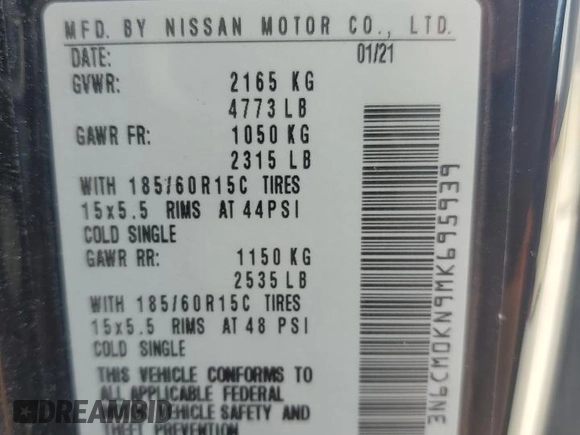 MFD. BY NISSAN MOTOR CO., LTD.
DATE: 01/21
GVWR: 2165 KG
4773 LB
GAWR FR: 1050 KG
2315 LB
WITH 185/60R15C TIRES
15x5.5 RIMS AT 44PSI
COLD SINGLE
GAWR RR: 1150 KG
2535 LB
WITH 185/60R15C TIRES
15x5.5 RIMS AT 48 PSI
COLD SINGLE
THIS VEHICLE CONFORMS TO
ALL APPLICABLE FEDERAL
VEHICLE SAFETY AND
THEFT PREVENTION
3N6CM0KN9MK695939
DREAMBID